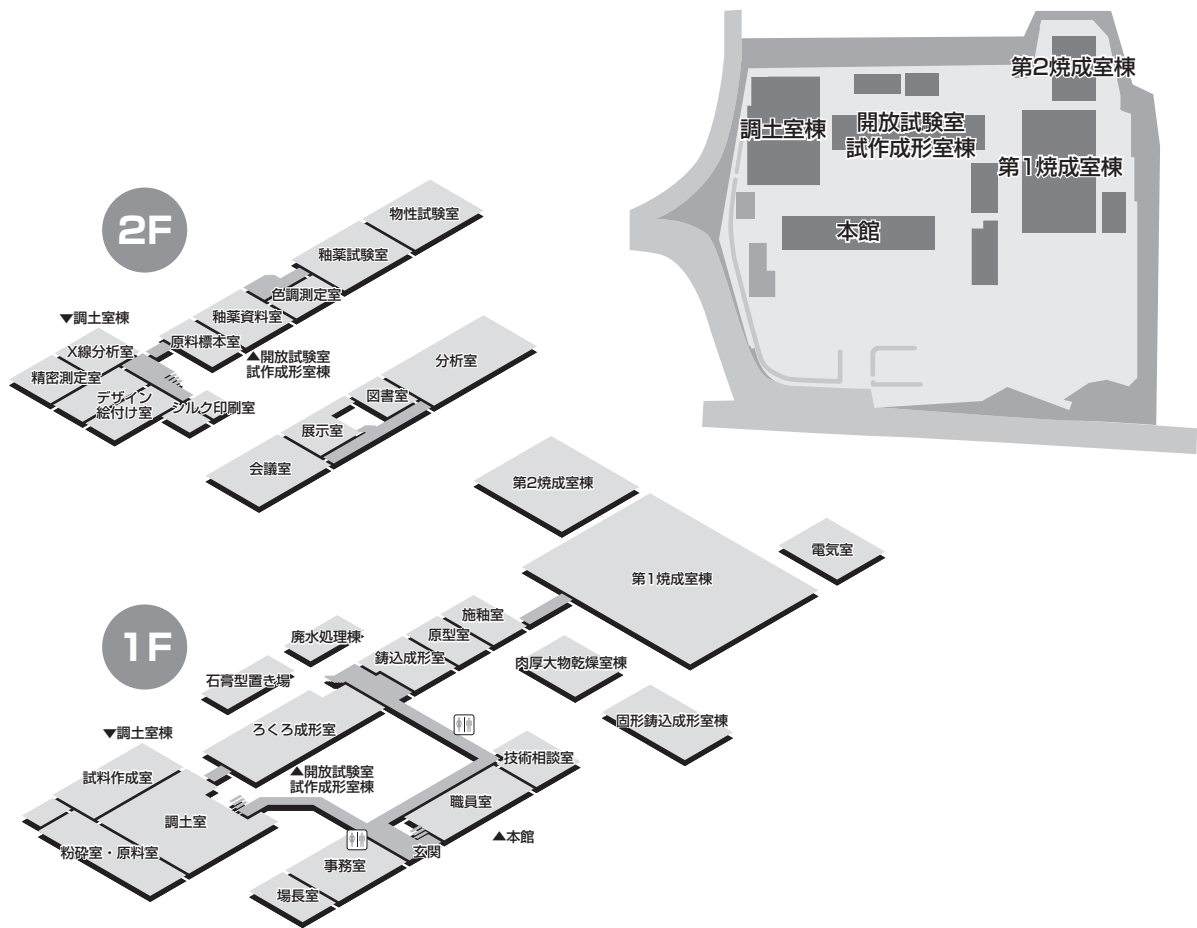 第2焼成室棟
調土室棟
開放試験室
試作成形室棟
第1焼成室棟
本館
2F
物性試験室
釉薬試験室
色調測定室
釉薬資料室
原料標本室
▼調土室棟
X線分析室
精密測定室
デザイン
絵付け室
シルク印刷室
▲開放試験室
試作成形室棟
分析室
図書室
展示室
会議室
1F
第2焼成室棟
第1焼成室棟
電気室
施釉室
原型室
鋳込成形室
廃水処理棟
石膏型置き場
ろくろ成形室
肉厚大物乾燥室棟
固形鋳込成形室棟
▼調土室棟
試料作成室
調土室
粉砕室・原料室
▲開放試験室
試作成形室棟
技術相談室
職員室
▲本館
玄関
事務室
場長室